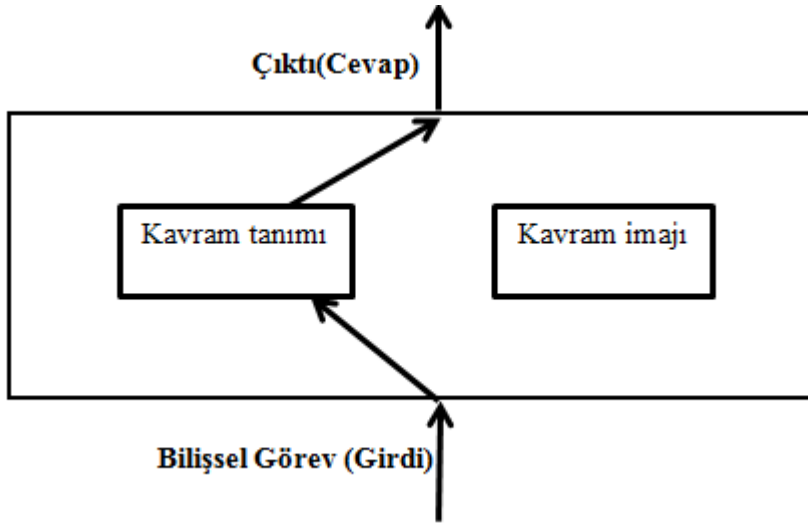 Çıktı(Cevap)
Kavram tanımı
Kavram imajı
Bilişsel Görev (Girdi)